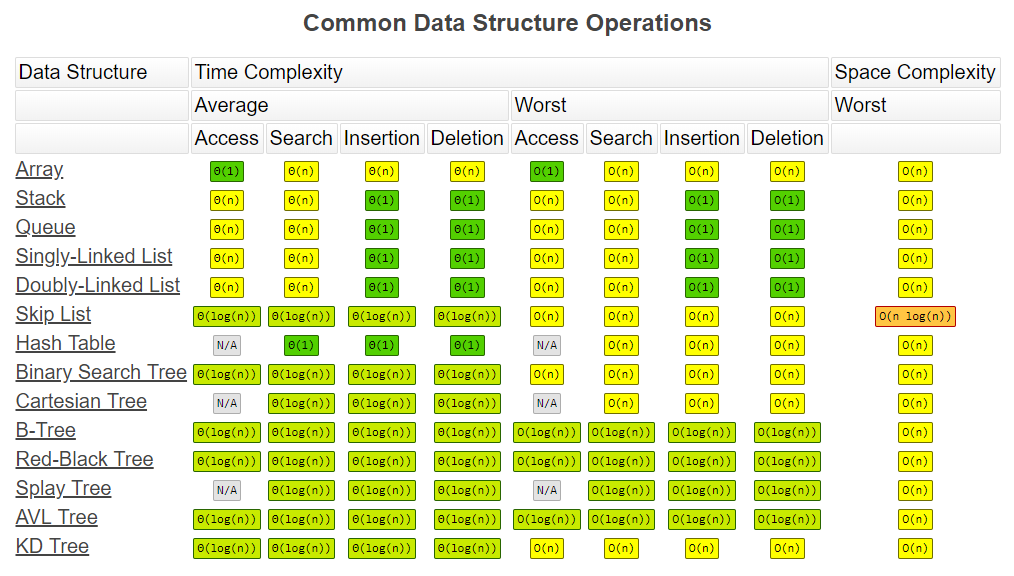 Common Data Structure Operations
Data Structure Time Complexity Space Complexity
Average Worst Worst
Access Search Insertion Deletion Access Search Insertion Deletion
Array Θ(1) Θ(n) Θ(n) Θ(n) O(1) O(n) O(n) O(n) O(n)
Stack Θ(n) Θ(n) Θ(1) Θ(1) O(n) O(n) O(1) O(1) O(n)
Queue Θ(n) Θ(n) Θ(1) Θ(1) O(n) O(n) O(1) O(1) O(n)
Singly-Linked List Θ(n) Θ(n) Θ(1) Θ(1) O(n) O(n) O(1) O(1) O(n)
Doubly-Linked List Θ(n) Θ(n) Θ(1) Θ(1) O(n) O(n) O(1) O(1) O(n)
Skip List Θ(log(n)) Θ(log(n)) Θ(log(n)) Θ(log(n)) O(n) O(n) O(n) O(n) O(n log(n))
Hash Table N/A Θ(1) Θ(1) Θ(1) N/A O(n) O(n) O(n) O(n)
Binary Search Tree Θ(log(n)) Θ(log(n)) Θ(log(n)) Θ(log(n)) O(n) O(n) O(n) O(n) O(n)
Cartesian Tree N/A Θ(log(n)) Θ(log(n)) Θ(log(n)) N/A O(n) O(n) O(n) O(n)
B-Tree Θ(log(n)) Θ(log(n)) Θ(log(n)) Θ(log(n)) O(log(n)) O(log(n)) O(log(n)) O(log(n)) O(n)
Red-Black Tree Θ(log(n)) Θ(log(n)) Θ(log(n)) Θ(log(n)) O(log(n)) O(log(n)) O(log(n)) O(log(n)) O(n)
Splay Tree N/A Θ(log(n)) Θ(log(n)) Θ(log(n)) N/A O(log(n)) O(log(n)) O(log(n)) O(n)
AVL Tree Θ(log(n)) Θ(log(n)) Θ(log(n)) Θ(log(n)) O(log(n)) O(log(n)) O(log(n)) O(log(n)) O(n)
KD Tree Θ(log(n)) Θ(log(n)) Θ(log(n)) Θ(log(n)) O(n) O(n) O(n) O(n) O(n)